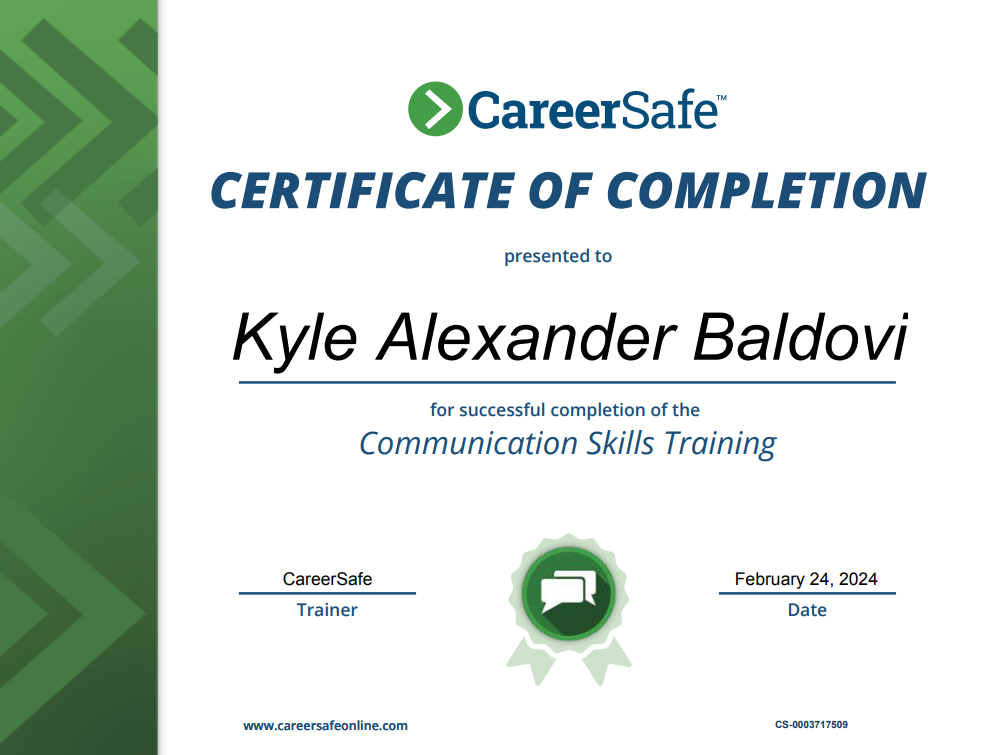 CareerSafe™
CERTIFICATE OF COMPLETION
presented to
Kyle Alexander Baldovi
for successful completion of the
Communication Skills Training
CareerSafe
Trainer
February 24, 2024
Date
www.careersafeonline.com
CS-0003717509